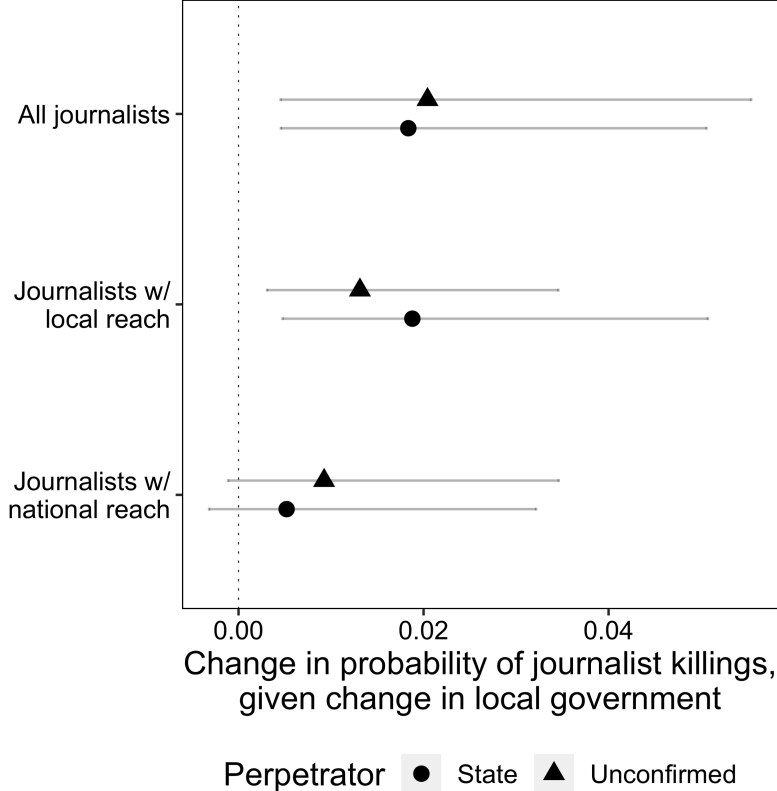 All journalists
Journalists w/
local reach
Journalists w/
national reach
0.00 0.02 0.04
Change in probability of journalist killings,
given change in local government
Perpetrator State Unconfirmed